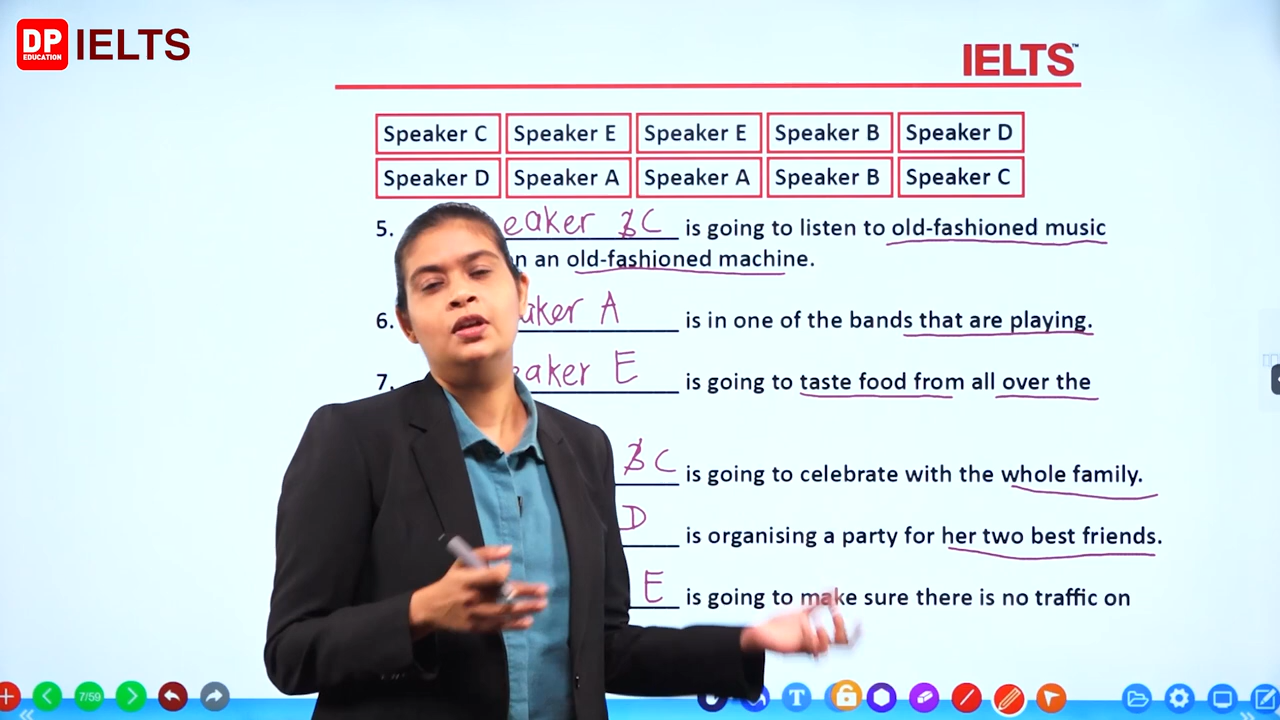 DP
EDUCATION
IELTS
IELTS™
Speaker C Speaker E Speaker E Speaker B Speaker D
Speaker D Speaker A Speaker A Speaker B Speaker C
5. eaker C is going to listen to old-fashioned music
n an old-fashioned machine.
6. aker A is in one of the bands that are playing.
7. eaker E is going to taste food from all over the
C is going to celebrate with the whole family.
D is organising a party for her two best friends.
E is going to make sure there is no traffic on
7/59
T